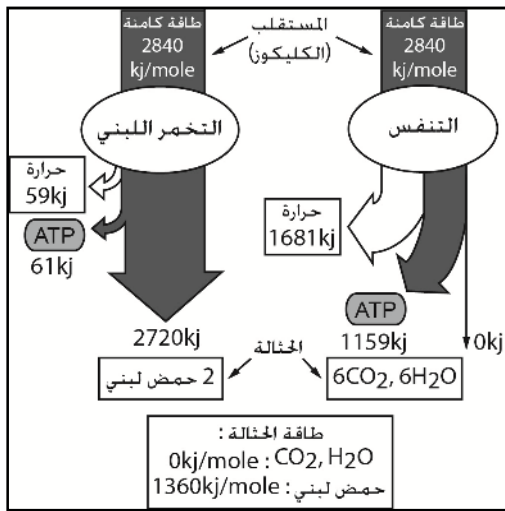 طاقة كامنة
2840
kj/mole
المستقلب
(الكليكوز)
طاقة كامنة
2840
kj/mole
التنفس
التخمر اللبني
حرارة
1681kj
حرارة
59kj
ATP
1159kj
0kj
ATP
61kj
2720kj
الحثالة
6CO₂, 6H₂O
2 حمض لبني
طاقة الحثالة :
0kj/mole : CO₂, H₂O
حمض لبني : 1360kj/mole